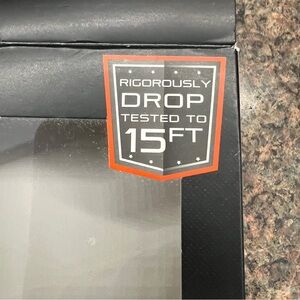 RIGOROUSLY
DROP
TESTED TO
15FT